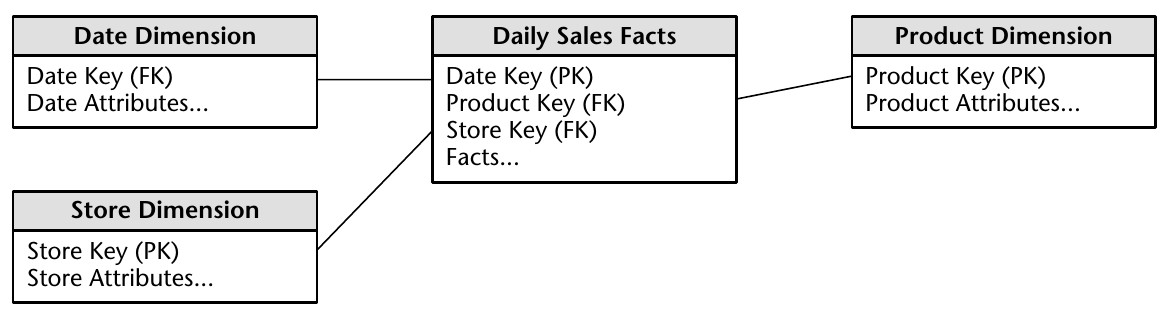 Date Dimension
Date Key (FK)
Date Attributes...
Daily Sales Facts
Date Key (PK)
Product Key (FK)
Store Key (FK)
Facts...
Product Dimension
Product Key (PK)
Product Attributes...
Store Dimension
Store Key (PK)
Store Attributes...